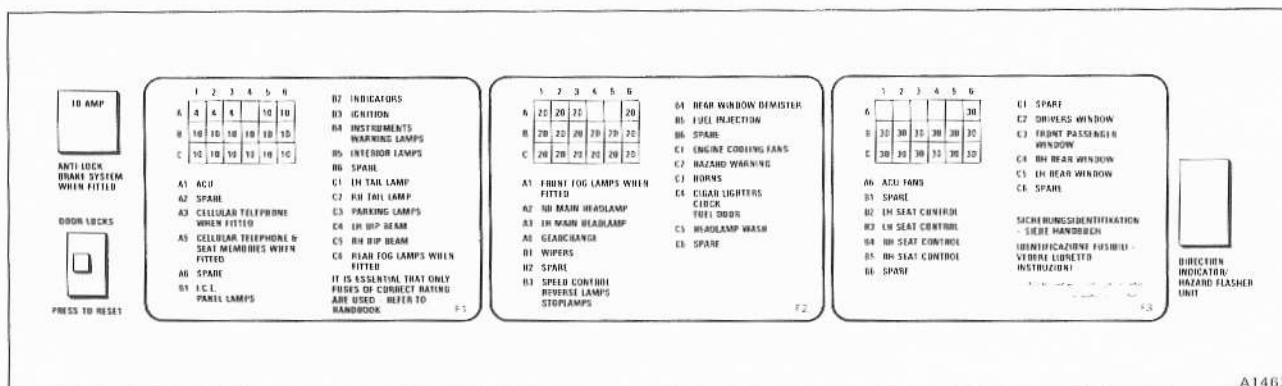 10 AMP
ANTI LOCK
BRAKE SYSTEM
WHEN FITTED
DOOR LOCKS
PRESS TO RESET
1 2 3 4 5 6
A 4 4 4 10 10
B 10 10 10 10 10 10
C 10 10 10 10 10 10
A1 ACU
A2 SPARE
A3 CELLULAR TELEPHONE
WHEN FITTED
A5 CELLULAR TELEPHONE &
SEAT MEMORIES WHEN
FITTED
A6 SPARE
B1 I.C.E.
PANEL LAMPS
B2 INDICATORS
B3 IGNITION
B4 INSTRUMENTS
WARNING LAMPS
B5 INTERIOR LAMPS
B6 SPARE
C1 LH TAIL LAMP
C2 RH TAIL LAMP
C3 PARKING LAMPS
C4 LH DIP BEAM
C5 RH DIP BEAM
C6 REAR FOG LAMPS WHEN
FITTED
IT IS ESSENTIAL THAT ONLY
FUSES OF CORRECT RATING
ARE USED - REFER TO
HANDBOOK
F1
1 2 3 4 5 6
A 20 20 20 20
B 20 20 20 20 20 20
C 20 20 20 20 20 20
A1 FRONT FOG LAMPS WHEN
FITTED
A2 RH MAIN HEADLAMP
A3 LH MAIN HEADLAMP
GEARCHANGE
B1 WIPERS
B2 SPARE
B3 SPEED CONTROL
REVERSE LAMPS
STOPLAMPS
B4 REAR WINDOW DEMISTER
B5 FUEL INJECTION
B6 SPARE
C1 ENGINE COOLING FANS
C2 HAZARD WARNING
C3 HORNS
C4 CIGAR LIGHTERS
CLOCK
FUEL DOOR
C5 HEADLAMP WASH
C6 SPARE
F2
1 2 3 4 5 6
A 30
B 30 30 30 30 30 30
C 30 30 30 30 30 30
A6 ACU FANS
B1 SPARE
B2 LH SEAT CONTROL
B3 LH SEAT CONTROL
B4 RH SEAT CONTROL
B5 RH SEAT CONTROL
B6 SPARE
C1 SPARE
C2 DRIVERS WINDOW
C3 FRONT PASSENGER
WINDOW
C4 RH REAR WINDOW
C5 LH REAR WINDOW
C6 SPARE
SICHERUNGSIDENTIFIKATION
- SIEHE HANDBUCH
IDENTIFICAZIONE FUSIBILI -
VEDERE LIBRETTO
INSTRUZIONI
F3
DIRECTION
INDICATOR/
HAZARD FLASHER
UNIT